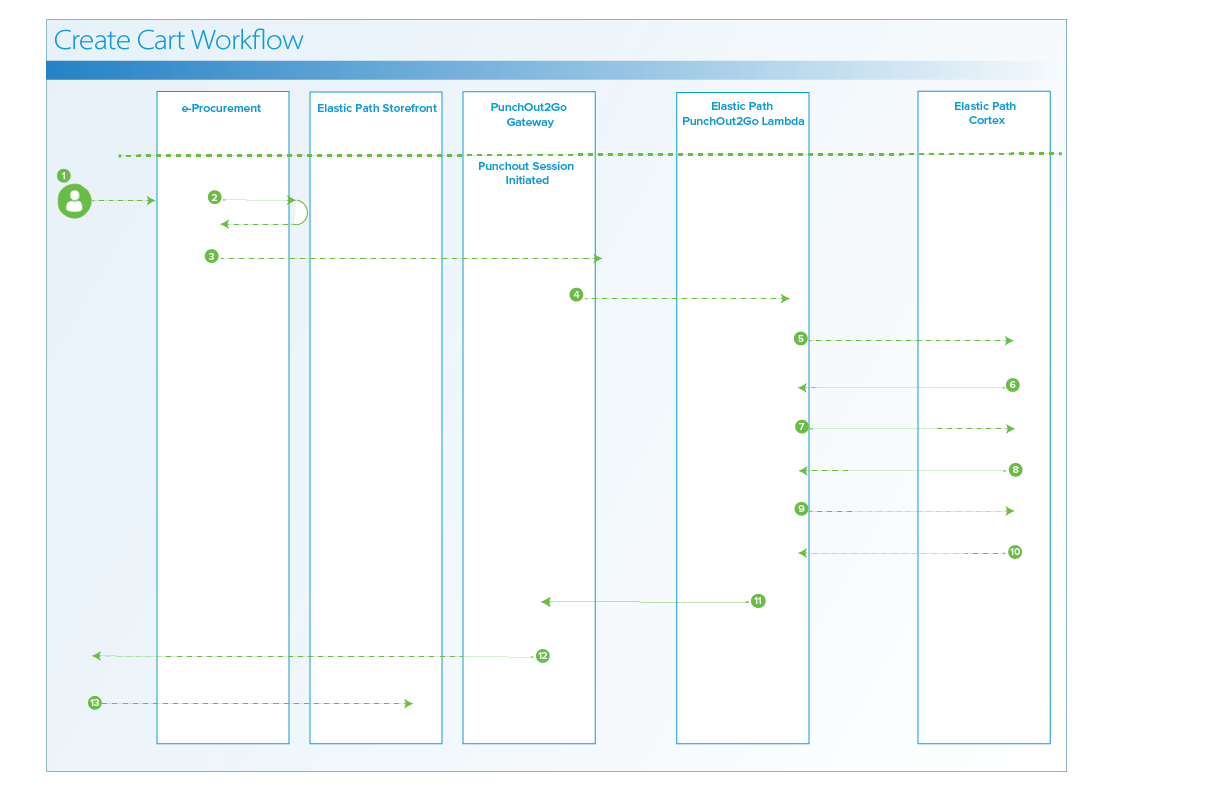 Create Cart Workflow
e-Procurement
Elastic Path Storefront
PunchOut2Go
Gateway
Elastic Path
PunchOut2Go Lambda
Elastic Path
Cortex
Punchout Session
Initiated
1
2
3
4
5
6
7
8
9
10
11
12
13